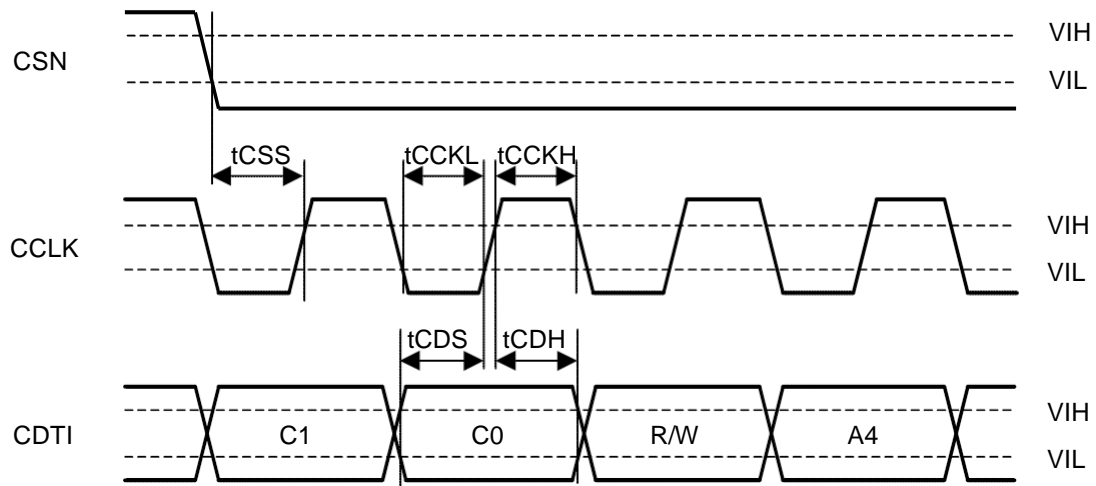 VIH
CSN
VIL
tCSS
tCCKL
tCCKH
VIH
CCLK
VIL
tCDS
tCDH
VIH
CDTI
C1
C0
R/W
A4
VIL